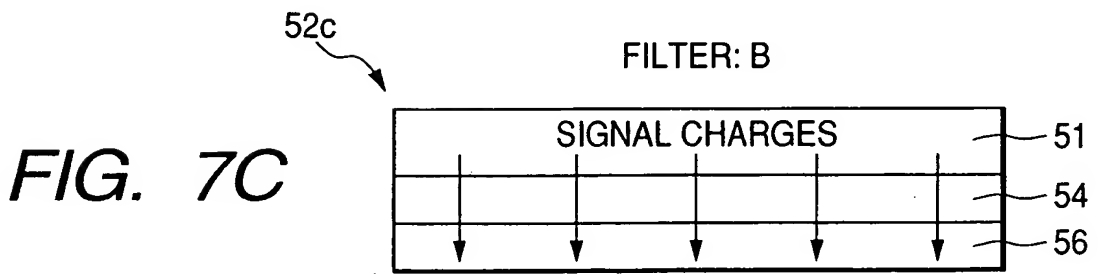 52c
FILTER: B
SIGNAL CHARGES
51
FIG. 7C
54
56